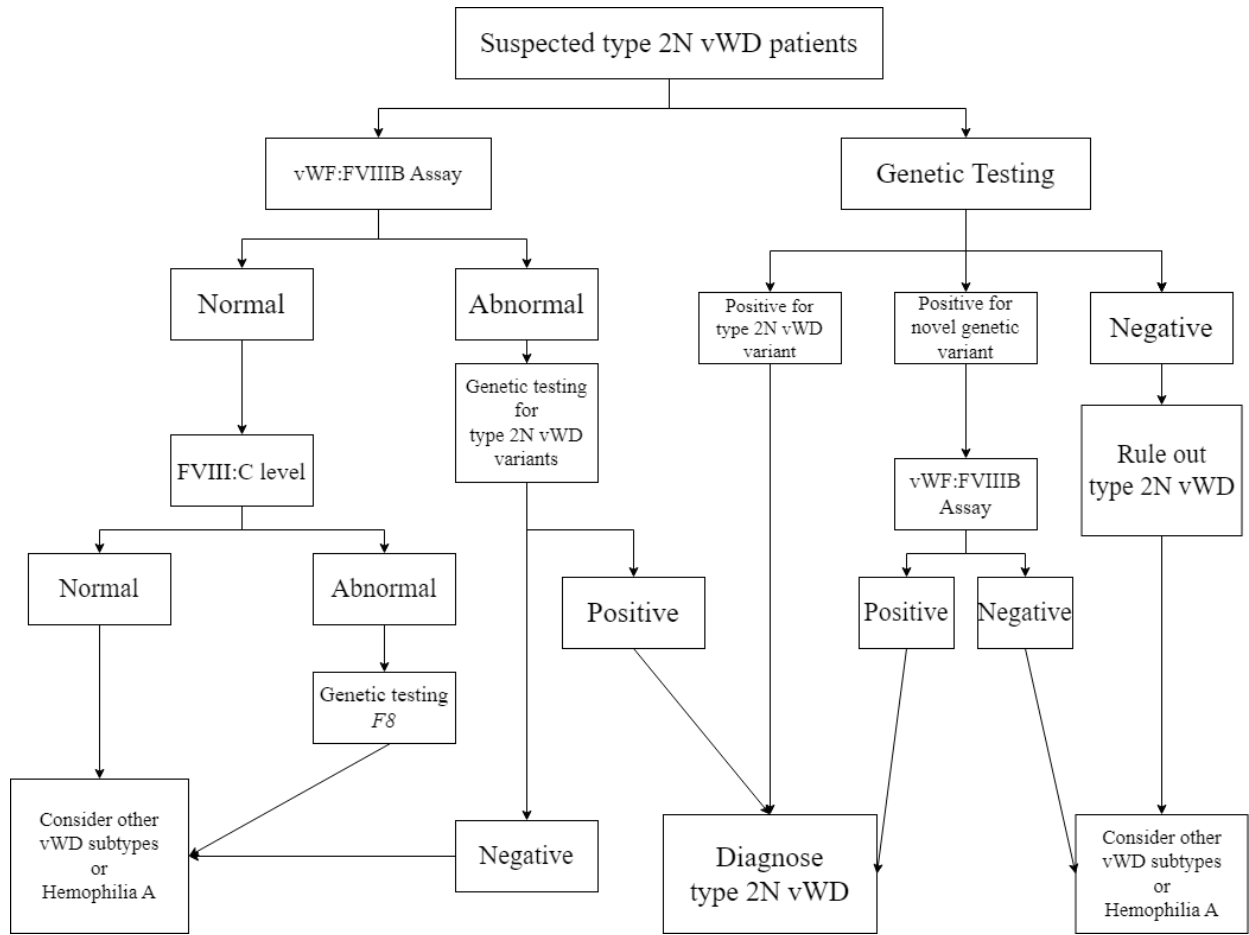 Suspected type 2N vWD patients
vWF:FVIIIB Assay
Genetic Testing
Normal
Abnormal
Positive for
type 2N vWD
variant
Positive for
novel genetic
variant
Negative
Genetic testing
for
type 2N vWD
variants
FVIII:C level
vWF:FVIIIB
Assay
Rule out
type 2N vWD
Normal
Abnormal
Positive
Positive
Negative
Genetic testing
F8
Consider other
vWD subtypes
or
Hemophilia A
Negative
Diagnose
type 2N vWD
Consider other
vWD subtypes
or
Hemophilia A